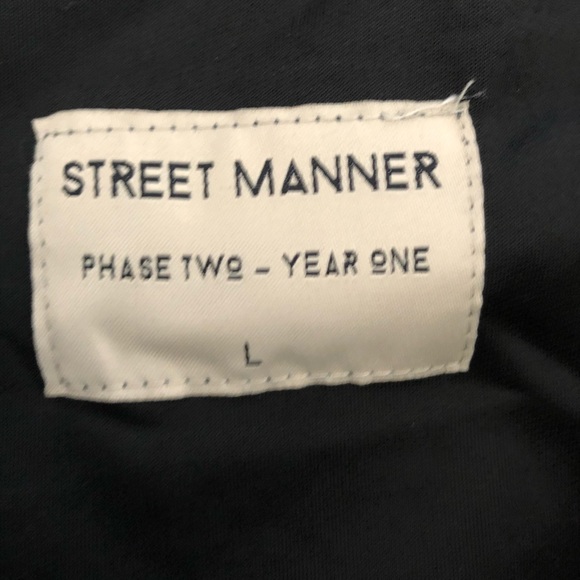 STREET MANNER
PHASE TWO - YEAR ONE
L